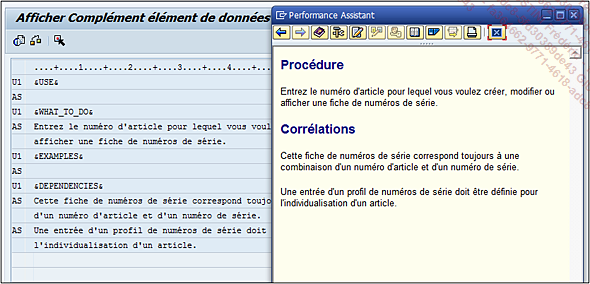 Afficher Complément élément de données
....+....1....+....2....+....3....+....4....+...
U1 &USE&
AS
U1 &WHAT_TO_DO&
AS Entrez le numéro d'article pour lequel vous voul
afficher une fiche de numéros de série.
U1 &EXAMPLES&
AS
U1 &DEPENDENCIES&
AS Cette fiche de numéros de série correspond toujo
d'un numéro d'article et d'un numéro de série.
AS Une entrée d'un profil de numéros de série doit
l'individualisation d'un article.
Performance Assistant
Procédure
Entrez le numéro d'article pour lequel vous voulez créer, modifier ou
afficher une fiche de numéros de série.
Corrélations
Cette fiche de numéros de série correspond toujours à une
combinaison d'un numéro d'article et d'un numéro de série.
Une entrée d'un profil de numéros de série doit être définie pour
l'individualisation d'un article.